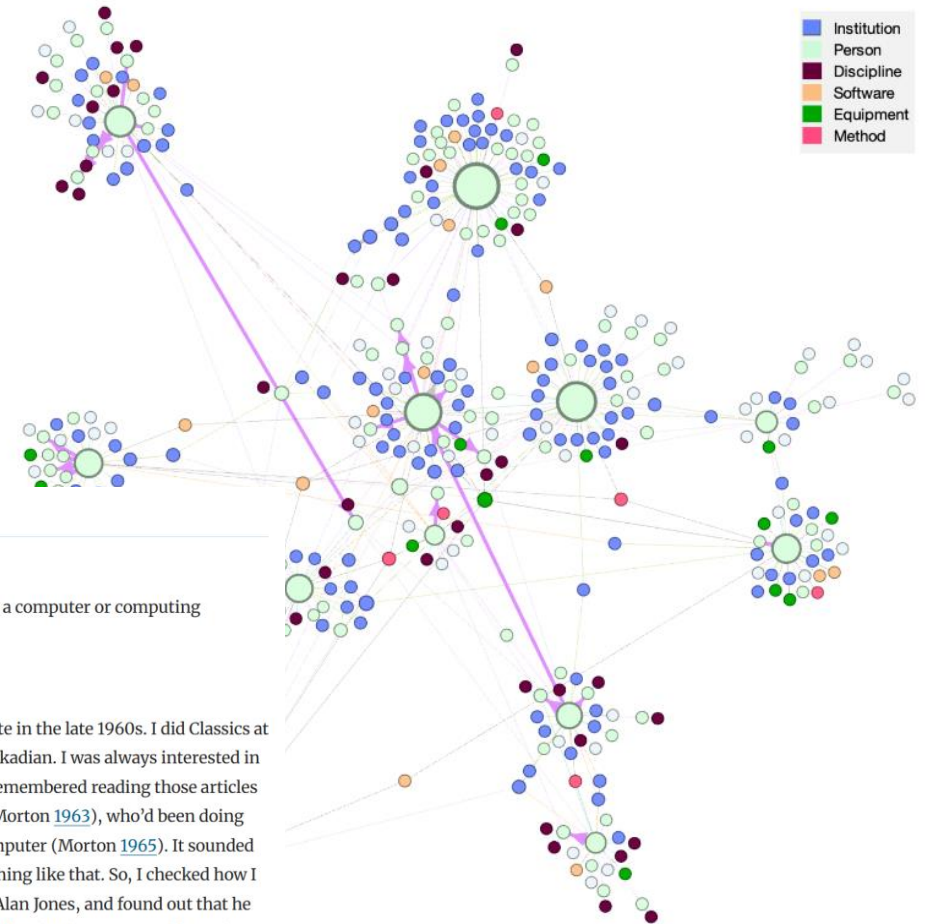 Institution
Person
Discipline
Software
Equipment
Method
a computer or computing
te in the late 1960s. I did Classics at
kadian. I was always interested in
emembered reading those articles
Morton 1963), who’d been doing
mputer (Morton 1965). It sounded
hing like that. So, I checked how I
Alan Jones, and found out that he